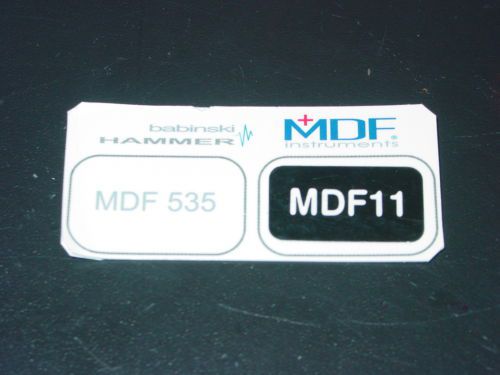 babinski
HAMMER
MDF®
instruments
MDF 535
MDF11